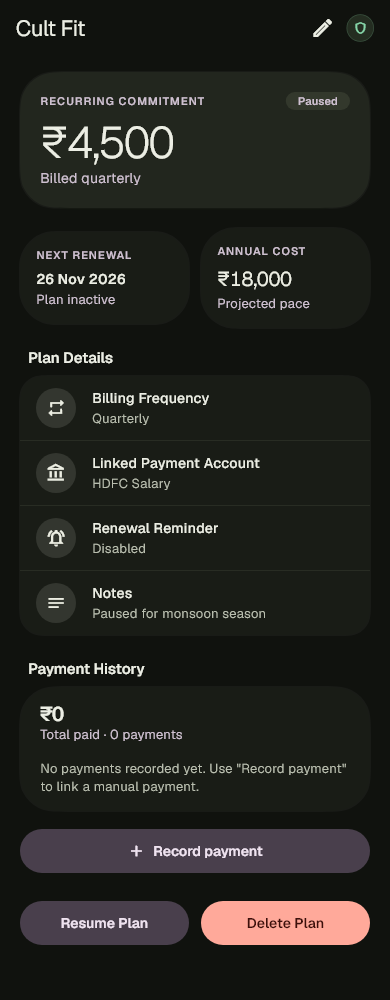 Cult Fit
RECURRING COMMITMENT
Paused
₹4,500
Billed quarterly
NEXT RENEWAL
26 Nov 2026
Plan inactive
ANNUAL COST
₹18,000
Projected pace
Plan Details
Billing Frequency
Quarterly
Linked Payment Account
HDFC Salary
Renewal Reminder
Disabled
Notes
Paused for monsoon season
Payment History
₹0
Total paid · 0 payments
No payments recorded yet. Use "Record payment"
to link a manual payment.
+ Record payment
Resume Plan
Delete Plan